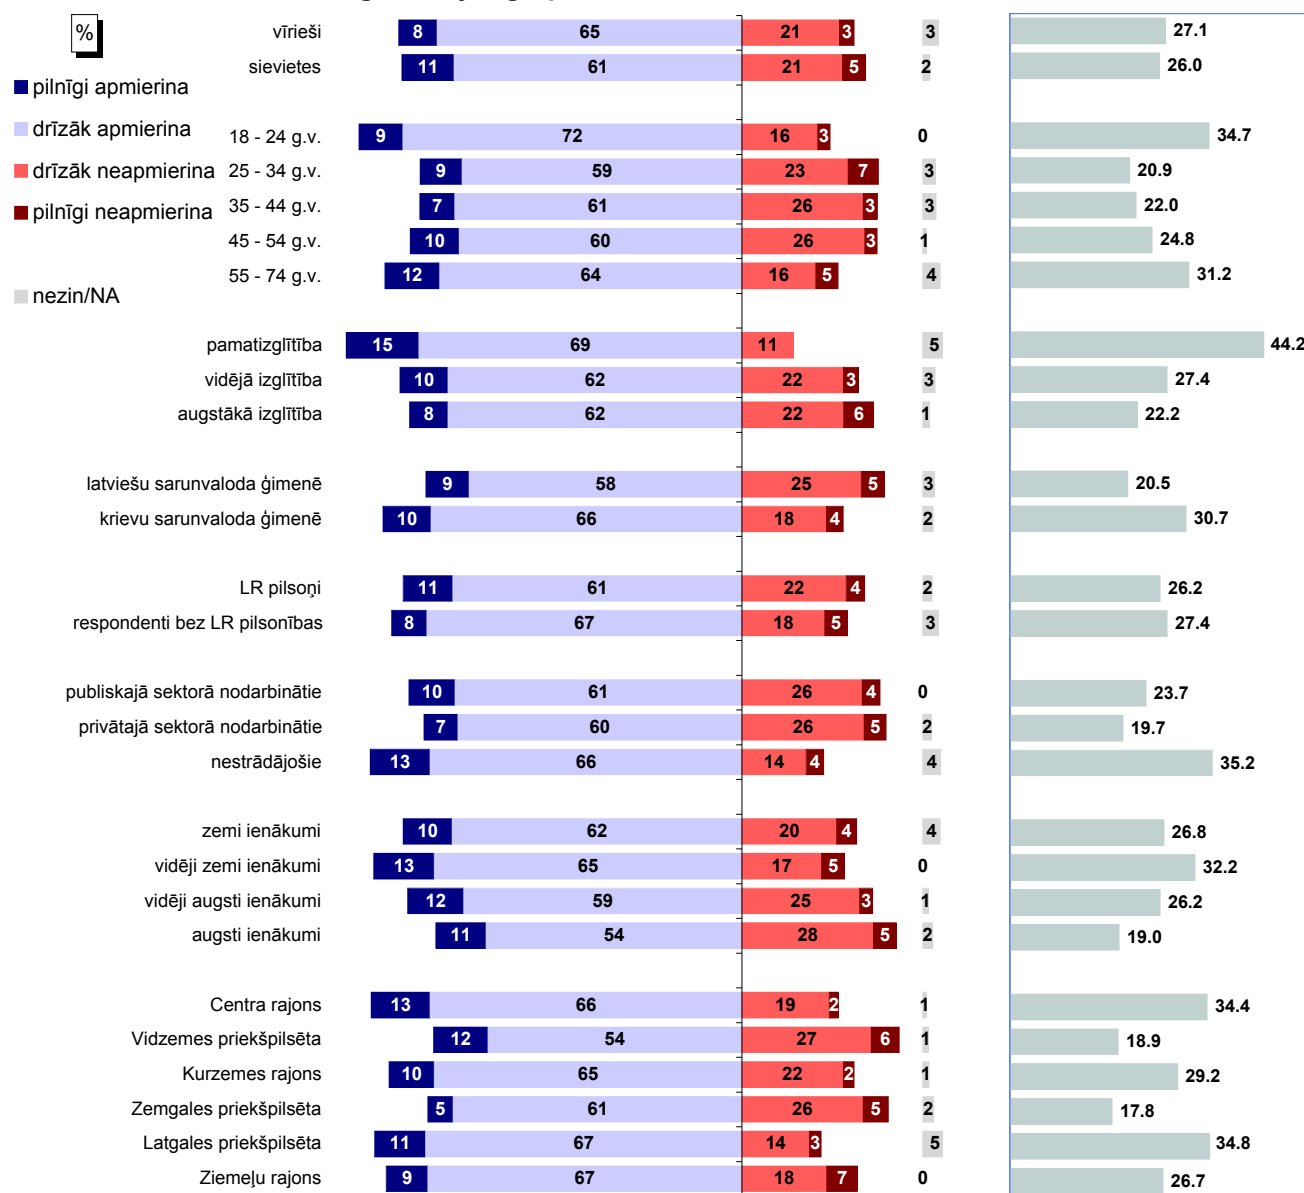 %
pilnīgi apmierina
drīzāk apmierina
drīzāk neapmierina
pilnīgi neapmierina
nezin/NA
vīrieši 8 65 21 3 3 27.1
sievietes 11 61 21 5 2 26.0
18 - 24 g.v. 9 72 16 3 0 34.7
25 - 34 g.v. 9 59 23 7 3 20.9
35 - 44 g.v. 7 61 26 3 3 22.0
45 - 54 g.v. 10 60 26 3 1 24.8
55 - 74 g.v. 12 64 16 5 4 31.2
pamatizglītība 15 69 11 5 44.2
vidējā izglītība 10 62 22 3 3 27.4
augstākā izglītība 8 62 22 6 1 22.2
latviešu sarunvaloda ģimenē 9 58 25 5 3 20.5
krievu sarunvaloda ģimenē 10 66 18 4 2 30.7
LR pilsoņi 11 61 22 4 2 26.2
respondenti bez LR pilsonības 8 67 18 5 3 27.4
publiskajā sektorā nodarbinātie 10 61 26 4 0 23.7
privātajā sektorā nodarbinātie 7 60 26 5 2 19.7
nestrādājošie 13 66 14 4 4 35.2
zemi ienākumi 10 62 20 4 4 26.8
vidēji zemi ienākumi 13 65 17 5 0 32.2
vidēji augsti ienākumi 12 59 25 3 1 26.2
augsti ienākumi 11 54 28 5 2 19.0
Centra rajons 13 66 19 2 1 34.4
Vidzemes priekšpilsēta 12 54 27 6 1 18.9
Kurzemes rajons 10 65 22 2 1 29.2
Zemgales priekšpilsēta 5 61 26 5 2 17.8
Latgales priekšpilsēta 11 67 14 3 5 34.8
Ziemeļu rajons 9 67 18 7 0 26.7